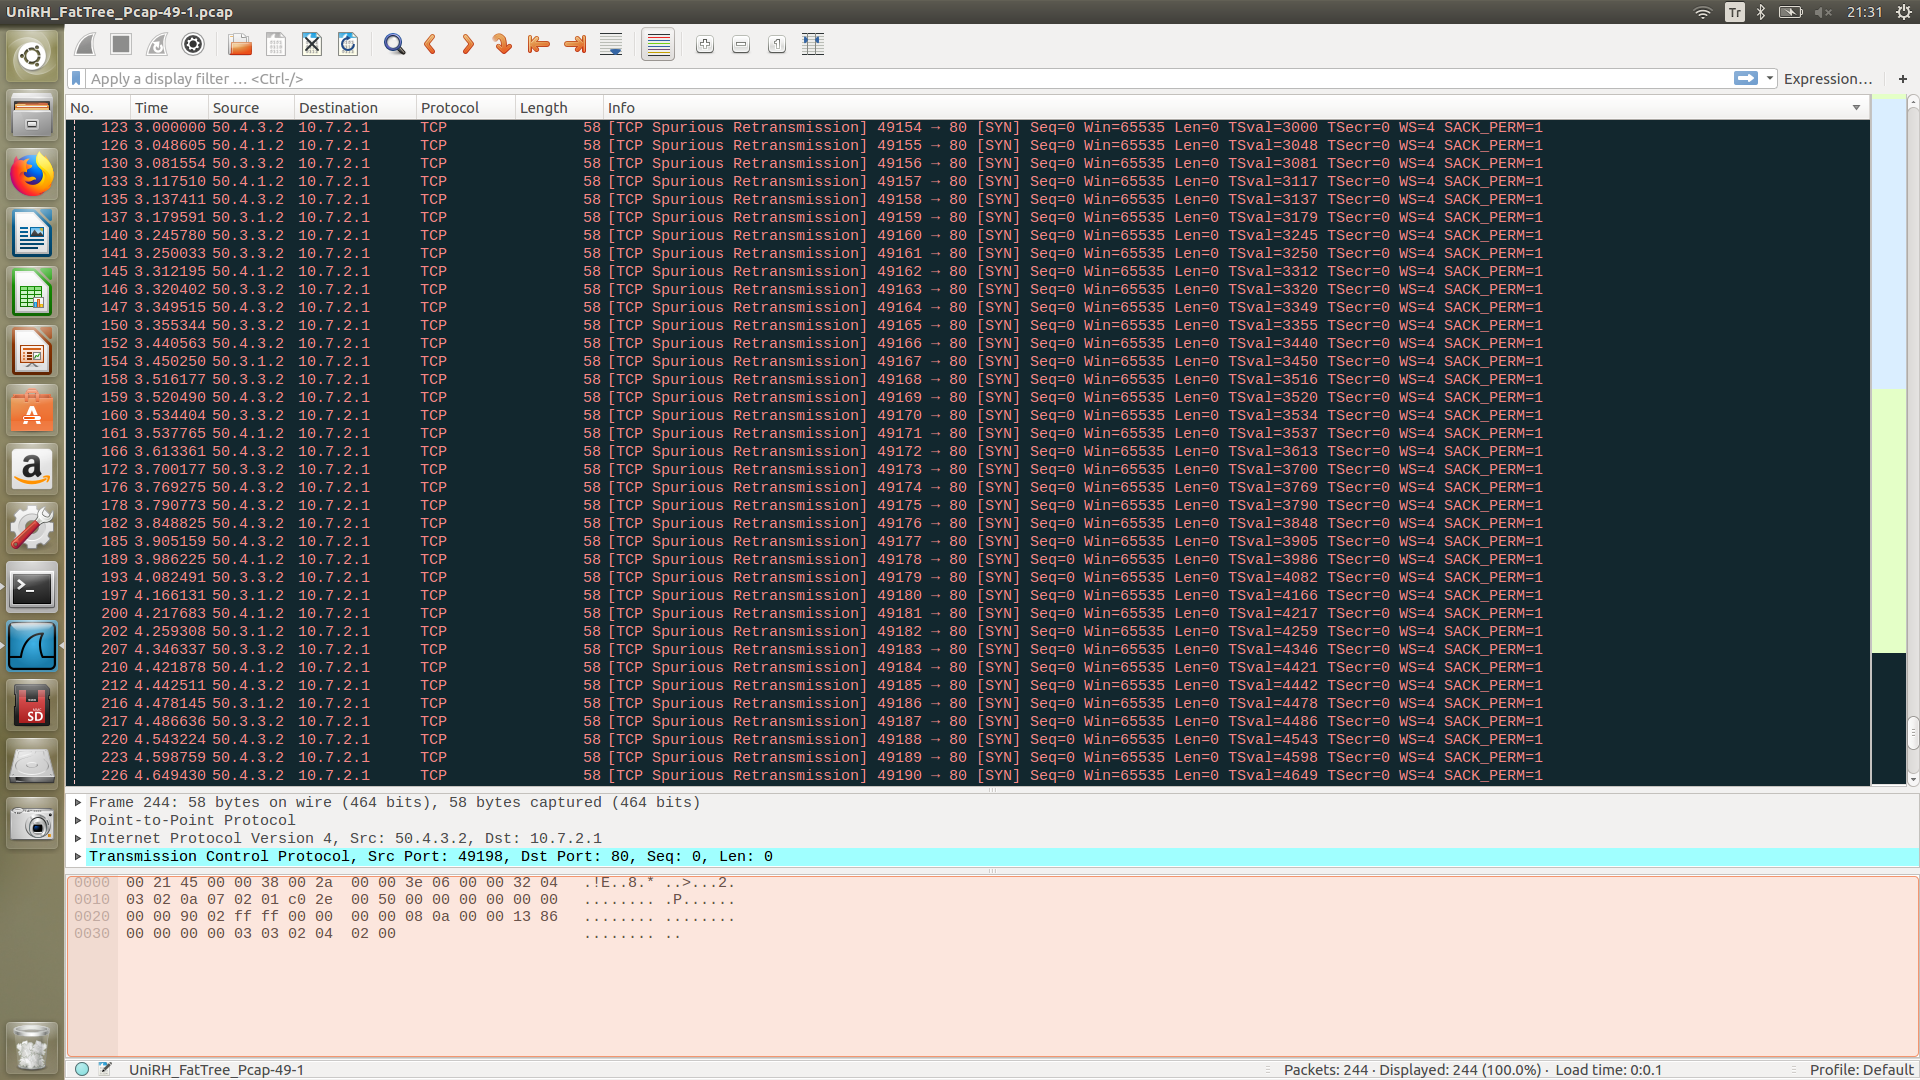 UniRH_FatTree_Pcap-49-1.pcap
Tr
21:31
Apply a display filter … <Ctrl-/>
Expression…
+
No. Time Source Destination Protocol Length Info
123 3.000000 50.4.3.2 10.7.2.1 TCP 58 [TCP Spurious Retransmission] 49154 → 80 [SYN] Seq=0 Win=65535 Len=0 TSval=3000 TSecr=0 WS=4 SACK_PERM=1
126 3.048605 50.4.1.2 10.7.2.1 TCP 58 [TCP Spurious Retransmission] 49155 → 80 [SYN] Seq=0 Win=65535 Len=0 TSval=3048 TSecr=0 WS=4 SACK_PERM=1
130 3.081554 50.3.3.2 10.7.2.1 TCP 58 [TCP Spurious Retransmission] 49156 → 80 [SYN] Seq=0 Win=65535 Len=0 TSval=3081 TSecr=0 WS=4 SACK_PERM=1
133 3.117510 50.4.1.2 10.7.2.1 TCP 58 [TCP Spurious Retransmission] 49157 → 80 [SYN] Seq=0 Win=65535 Len=0 TSval=3117 TSecr=0 WS=4 SACK_PERM=1
135 3.137411 50.4.3.2 10.7.2.1 TCP 58 [TCP Spurious Retransmission] 49158 → 80 [SYN] Seq=0 Win=65535 Len=0 TSval=3137 TSecr=0 WS=4 SACK_PERM=1
137 3.179591 50.3.1.2 10.7.2.1 TCP 58 [TCP Spurious Retransmission] 49159 → 80 [SYN] Seq=0 Win=65535 Len=0 TSval=3179 TSecr=0 WS=4 SACK_PERM=1
140 3.245780 50.3.3.2 10.7.2.1 TCP 58 [TCP Spurious Retransmission] 49160 → 80 [SYN] Seq=0 Win=65535 Len=0 TSval=3245 TSecr=0 WS=4 SACK_PERM=1
141 3.250033 50.3.3.2 10.7.2.1 TCP 58 [TCP Spurious Retransmission] 49161 → 80 [SYN] Seq=0 Win=65535 Len=0 TSval=3250 TSecr=0 WS=4 SACK_PERM=1
145 3.312195 50.4.1.2 10.7.2.1 TCP 58 [TCP Spurious Retransmission] 49162 → 80 [SYN] Seq=0 Win=65535 Len=0 TSval=3312 TSecr=0 WS=4 SACK_PERM=1
146 3.320402 50.4.3.2 10.7.2.1 TCP 58 [TCP Spurious Retransmission] 49163 → 80 [SYN] Seq=0 Win=65535 Len=0 TSval=3320 TSecr=0 WS=4 SACK_PERM=1
147 3.349515 50.4.1.2 10.7.2.1 TCP 58 [TCP Spurious Retransmission] 49164 → 80 [SYN] Seq=0 Win=65535 Len=0 TSval=3349 TSecr=0 WS=4 SACK_PERM=1
150 3.355344 50.3.3.2 10.7.2.1 TCP 58 [TCP Spurious Retransmission] 49165 → 80 [SYN] Seq=0 Win=65535 Len=0 TSval=3355 TSecr=0 WS=4 SACK_PERM=1
152 3.440563 50.4.3.2 10.7.2.1 TCP 58 [TCP Spurious Retransmission] 49166 → 80 [SYN] Seq=0 Win=65535 Len=0 TSval=3440 TSecr=0 WS=4 SACK_PERM=1
154 3.450250 50.3.1.2 10.7.2.1 TCP 58 [TCP Spurious Retransmission] 49167 → 80 [SYN] Seq=0 Win=65535 Len=0 TSval=3450 TSecr=0 WS=4 SACK_PERM=1
158 3.516177 50.3.3.2 10.7.2.1 TCP 58 [TCP Spurious Retransmission] 49168 → 80 [SYN] Seq=0 Win=65535 Len=0 TSval=3516 TSecr=0 WS=4 SACK_PERM=1
159 3.520490 50.4.3.2 10.7.2.1 TCP 58 [TCP Spurious Retransmission] 49169 → 80 [SYN] Seq=0 Win=65535 Len=0 TSval=3520 TSecr=0 WS=4 SACK_PERM=1
160 3.534404 50.4.3.2 10.7.2.1 TCP 58 [TCP Spurious Retransmission] 49170 → 80 [SYN] Seq=0 Win=65535 Len=0 TSval=3534 TSecr=0 WS=4 SACK_PERM=1
161 3.537765 50.4.1.2 10.7.2.1 TCP 58 [TCP Spurious Retransmission] 49171 → 80 [SYN] Seq=0 Win=65535 Len=0 TSval=3537 TSecr=0 WS=4 SACK_PERM=1
166 3.613361 50.4.1.2 10.7.2.1 TCP 58 [TCP Spurious Retransmission] 49172 → 80 [SYN] Seq=0 Win=65535 Len=0 TSval=3613 TSecr=0 WS=4 SACK_PERM=1
172 3.700177 50.3.3.2 10.7.2.1 TCP 58 [TCP Spurious Retransmission] 49173 → 80 [SYN] Seq=0 Win=65535 Len=0 TSval=3700 TSecr=0 WS=4 SACK_PERM=1
176 3.769275 50.4.3.2 10.7.2.1 TCP 58 [TCP Spurious Retransmission] 49174 → 80 [SYN] Seq=0 Win=65535 Len=0 TSval=3769 TSecr=0 WS=4 SACK_PERM=1
178 3.790773 50.4.3.2 10.7.2.1 TCP 58 [TCP Spurious Retransmission] 49175 → 80 [SYN] Seq=0 Win=65535 Len=0 TSval=3790 TSecr=0 WS=4 SACK_PERM=1
182 3.848825 50.4.3.2 10.7.2.1 TCP 58 [TCP Spurious Retransmission] 49176 → 80 [SYN] Seq=0 Win=65535 Len=0 TSval=3848 TSecr=0 WS=4 SACK_PERM=1
185 3.905159 50.3.3.2 10.7.2.1 TCP 58 [TCP Spurious Retransmission] 49177 → 80 [SYN] Seq=0 Win=65535 Len=0 TSval=3905 TSecr=0 WS=4 SACK_PERM=1
189 3.986225 50.4.1.2 10.7.2.1 TCP 58 [TCP Spurious Retransmission] 49178 → 80 [SYN] Seq=0 Win=65535 Len=0 TSval=3986 TSecr=0 WS=4 SACK_PERM=1
193 4.082491 50.3.3.2 10.7.2.1 TCP 58 [TCP Spurious Retransmission] 49179 → 80 [SYN] Seq=0 Win=65535 Len=0 TSval=4082 TSecr=0 WS=4 SACK_PERM=1
197 4.166131 50.4.1.2 10.7.2.1 TCP 58 [TCP Spurious Retransmission] 49180 → 80 [SYN] Seq=0 Win=65535 Len=0 TSval=4166 TSecr=0 WS=4 SACK_PERM=1
200 4.217683 50.4.1.2 10.7.2.1 TCP 58 [TCP Spurious Retransmission] 49181 → 80 [SYN] Seq=0 Win=65535 Len=0 TSval=4217 TSecr=0 WS=4 SACK_PERM=1
202 4.259308 50.3.1.2 10.7.2.1 TCP 58 [TCP Spurious Retransmission] 49182 → 80 [SYN] Seq=0 Win=65535 Len=0 TSval=4259 TSecr=0 WS=4 SACK_PERM=1
207 4.346337 50.3.3.2 10.7.2.1 TCP 58 [TCP Spurious Retransmission] 49183 → 80 [SYN] Seq=0 Win=65535 Len=0 TSval=4346 TSecr=0 WS=4 SACK_PERM=1
210 4.421878 50.4.1.2 10.7.2.1 TCP 58 [TCP Spurious Retransmission] 49184 → 80 [SYN] Seq=0 Win=65535 Len=0 TSval=4421 TSecr=0 WS=4 SACK_PERM=1
212 4.442511 50.4.3.2 10.7.2.1 TCP 58 [TCP Spurious Retransmission] 49185 → 80 [SYN] Seq=0 Win=65535 Len=0 TSval=4442 TSecr=0 WS=4 SACK_PERM=1
216 4.478145 50.3.1.2 10.7.2.1 TCP 58 [TCP Spurious Retransmission] 49186 → 80 [SYN] Seq=0 Win=65535 Len=0 TSval=4478 TSecr=0 WS=4 SACK_PERM=1
217 4.486636 50.3.3.2 10.7.2.1 TCP 58 [TCP Spurious Retransmission] 49187 → 80 [SYN] Seq=0 Win=65535 Len=0 TSval=4486 TSecr=0 WS=4 SACK_PERM=1
220 4.543224 50.4.3.2 10.7.2.1 TCP 58 [TCP Spurious Retransmission] 49188 → 80 [SYN] Seq=0 Win=65535 Len=0 TSval=4543 TSecr=0 WS=4 SACK_PERM=1
223 4.598759 50.4.3.2 10.7.2.1 TCP 58 [TCP Spurious Retransmission] 49189 → 80 [SYN] Seq=0 Win=65535 Len=0 TSval=4598 TSecr=0 WS=4 SACK_PERM=1
226 4.649430 50.4.3.2 10.7.2.1 TCP 58 [TCP Spurious Retransmission] 49190 → 80 [SYN] Seq=0 Win=65535 Len=0 TSval=4649 TSecr=0 WS=4 SACK_PERM=1
Frame 244: 58 bytes on wire (464 bits), 58 bytes captured (464 bits)
Point-to-Point Protocol
Internet Protocol Version 4, Src: 50.4.3.2, Dst: 10.7.2.1
Transmission Control Protocol, Src Port: 49198, Dst Port: 80, Seq: 0, Len: 0
0000 00 21 45 00 00 38 00 2a 00 00 3e 06 00 00 32 04 .!E..8.* ..>...2.
0010 03 02 0a 07 02 01 c0 2e 00 50 00 00 00 00 00 00 ........ .P......
0020 00 00 90 02 ff ff 00 00 00 00 08 0a 00 00 13 86 ........ ........
0030 00 00 00 00 03 03 02 04 02 00 ........ ..
UniRH_FatTree_Pcap-49-1
Packets: 244 · Displayed: 244 (100.0%) · Load time: 0:0.1
Profile: Default